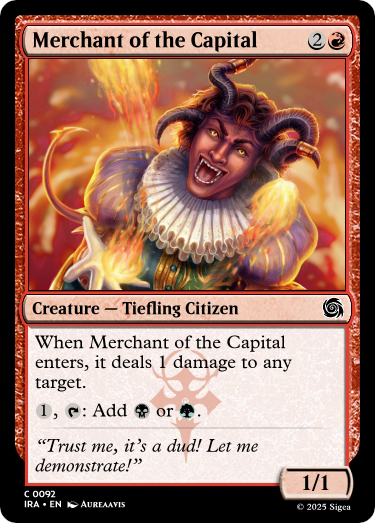 Merchant of the Capital 2
Creature — Tiefling Citizen
When Merchant of the Capital
enters, it deals 1 damage to any
target.
1, : Add or .
“Trust me, it’s a dud! Let me
demonstrate!”
1/1
C 0092
IRA • EN Aureaavis
© 2025 Sigea